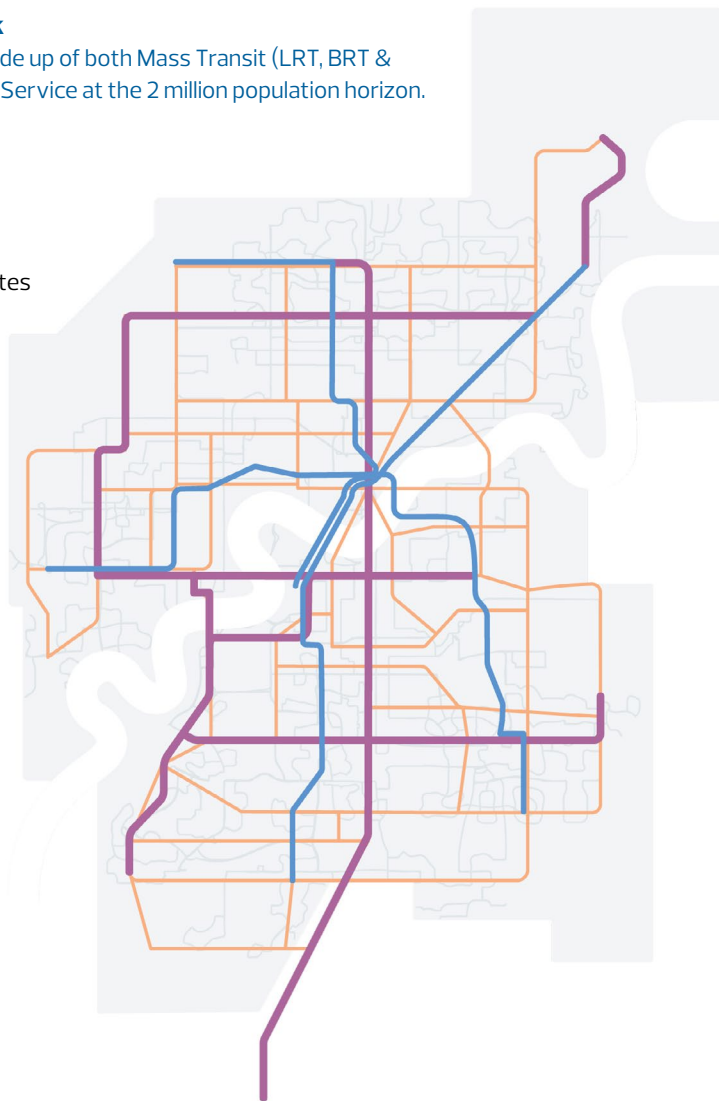 k
de up of both Mass Transit (LRT, BRT &
Service at the 2 million population horizon.
tes